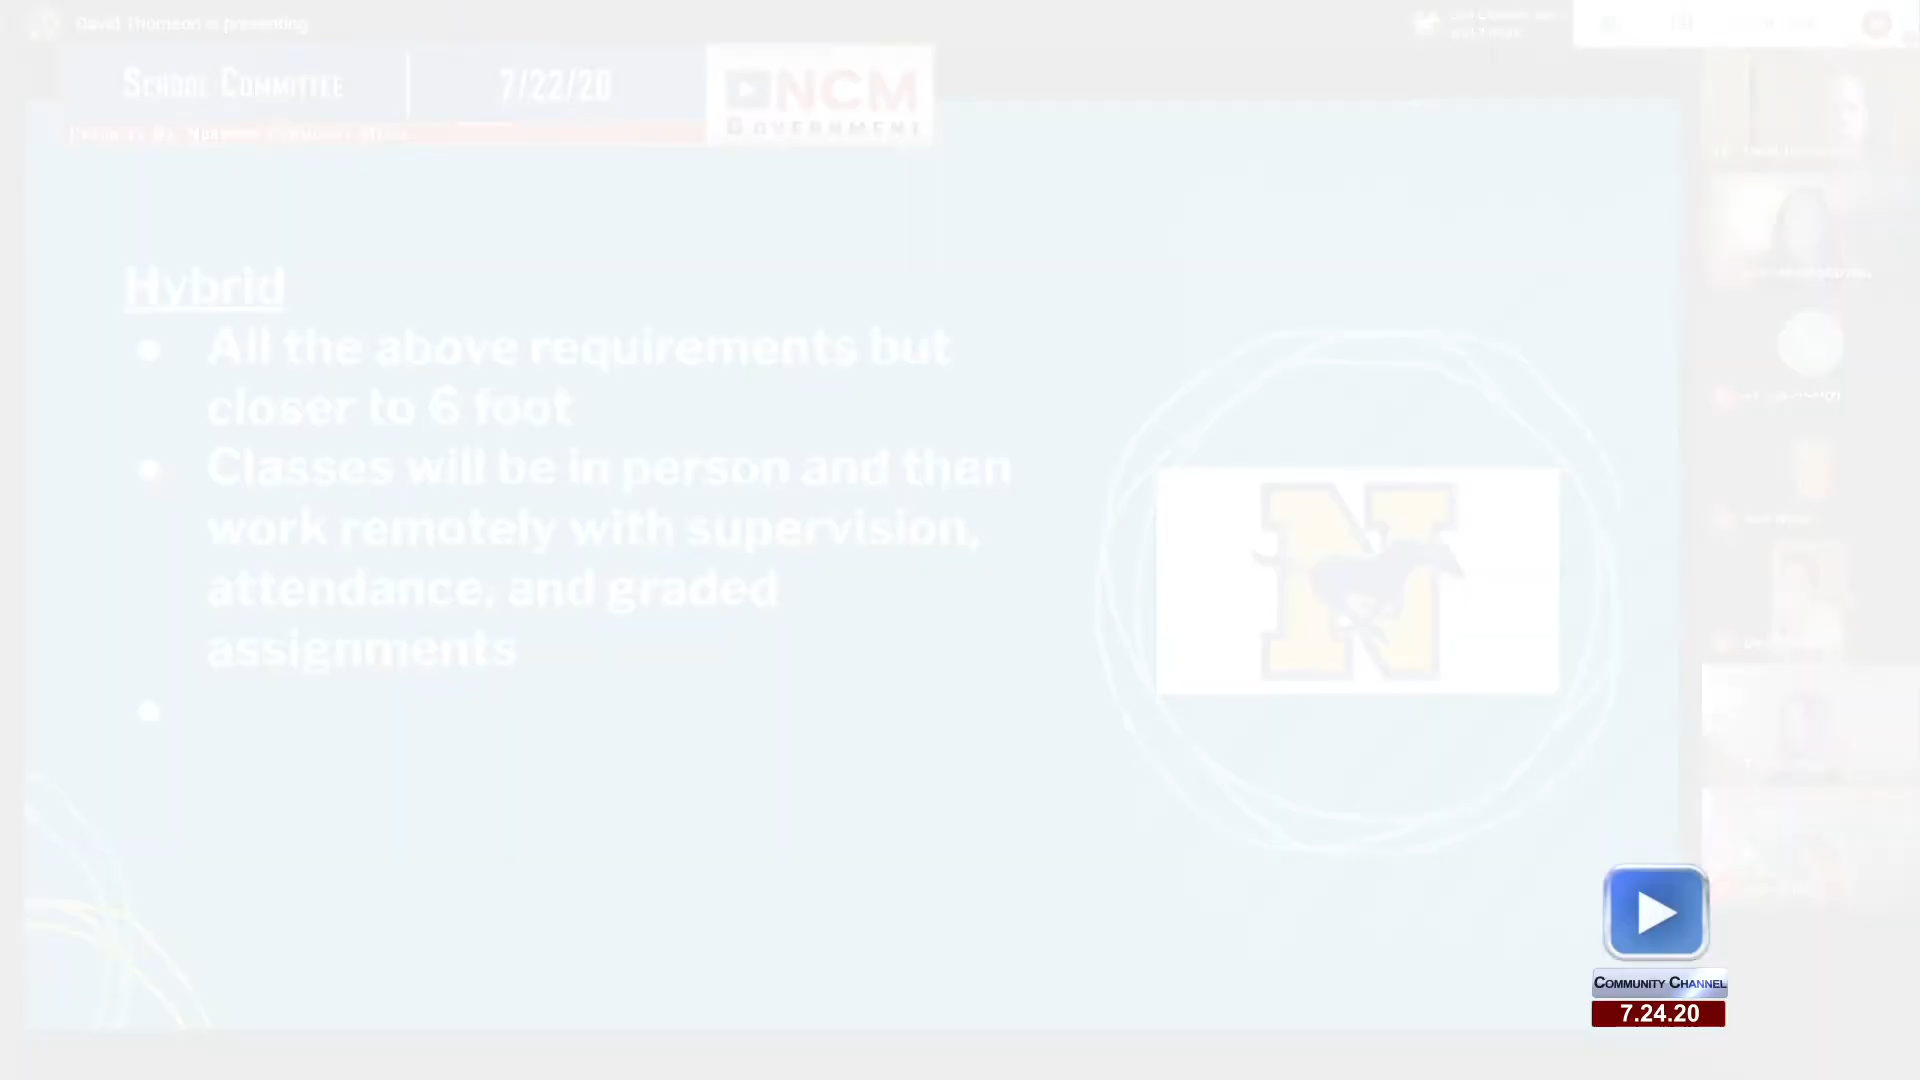 David Thomson is presenting
SCHOOL COMMITTEE
7/22/20
NCM
GOVERNMENT
Hybrid
● All the above requirements but
closer to 6 foot
● Classes will be in person and then
work remotely with supervision,
attendance, and graded
assignments
●
N
COMMUNITY CHANNEL
7.24.20